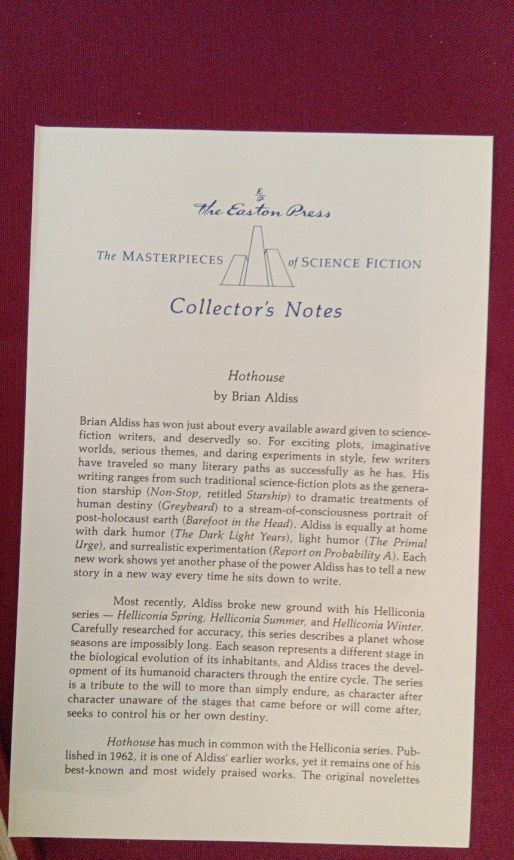 E
P
the Easton Press
The MASTERPIECES of SCIENCE FICTION
Collector's Notes
Hothouse
by Brian Aldiss
Brian Aldiss has won just about every available award given to science-
fiction writers, and deservedly so. For exciting plots, imaginative
worlds, serious themes, and daring experiments in style, few writers
have traveled so many literary paths as successfully as he has. His
writing ranges from such traditional science-fiction plots as the genera-
tion starship (Non-Stop, retitled Starship) to dramatic treatments of
human destiny (Greybeard) to a stream-of-consciousness portrait of
post-holocaust earth (Barefoot in the Head). Aldiss is equally at home
with dark humor (The Dark Light Years), light humor (The Primal
Urge), and surrealistic experimentation (Report on Probability A). Each
new work shows yet another phase of the power Aldiss has to tell a new
story in a new way every time he sits down to write.
Most recently, Aldiss broke new ground with his Helliconia
series — Helliconia Spring, Helliconia Summer, and Helliconia Winter.
Carefully researched for accuracy, this series describes a planet whose
seasons are impossibly long. Each season represents a different stage in
the biological evolution of its inhabitants, and Aldiss traces the devel-
opment of its humanoid characters through the entire cycle. The series
is a tribute to the will to more than simply endure, as character after
character unaware of the stages that came before or will come after,
seeks to control his or her own destiny.
Hothouse has much in common with the Helliconia series. Pub-
lished in 1962, it is one of Aldiss' earlier works, yet it remains one of his
best-known and most widely praised works. The original novelettes